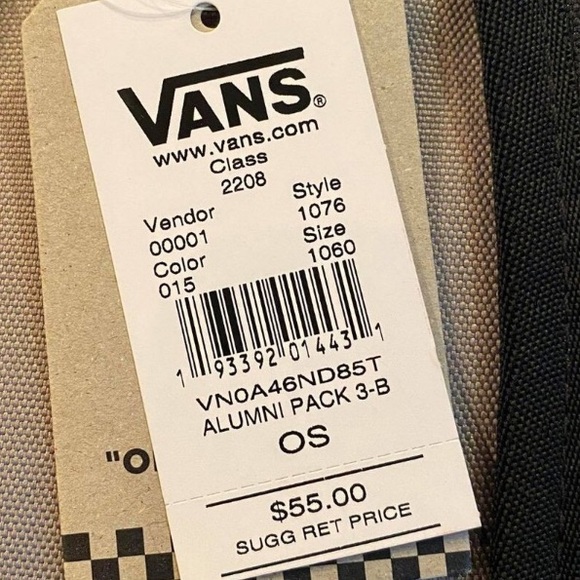 VANS®
www.vans.com
Class
2208
Vendor Style
00001 1076
Color Size
015 1060
1 93392 01443 1
VN0A46ND85T
ALUMNI PACK 3-B
OS
$55.00
SUGG RET PRICE